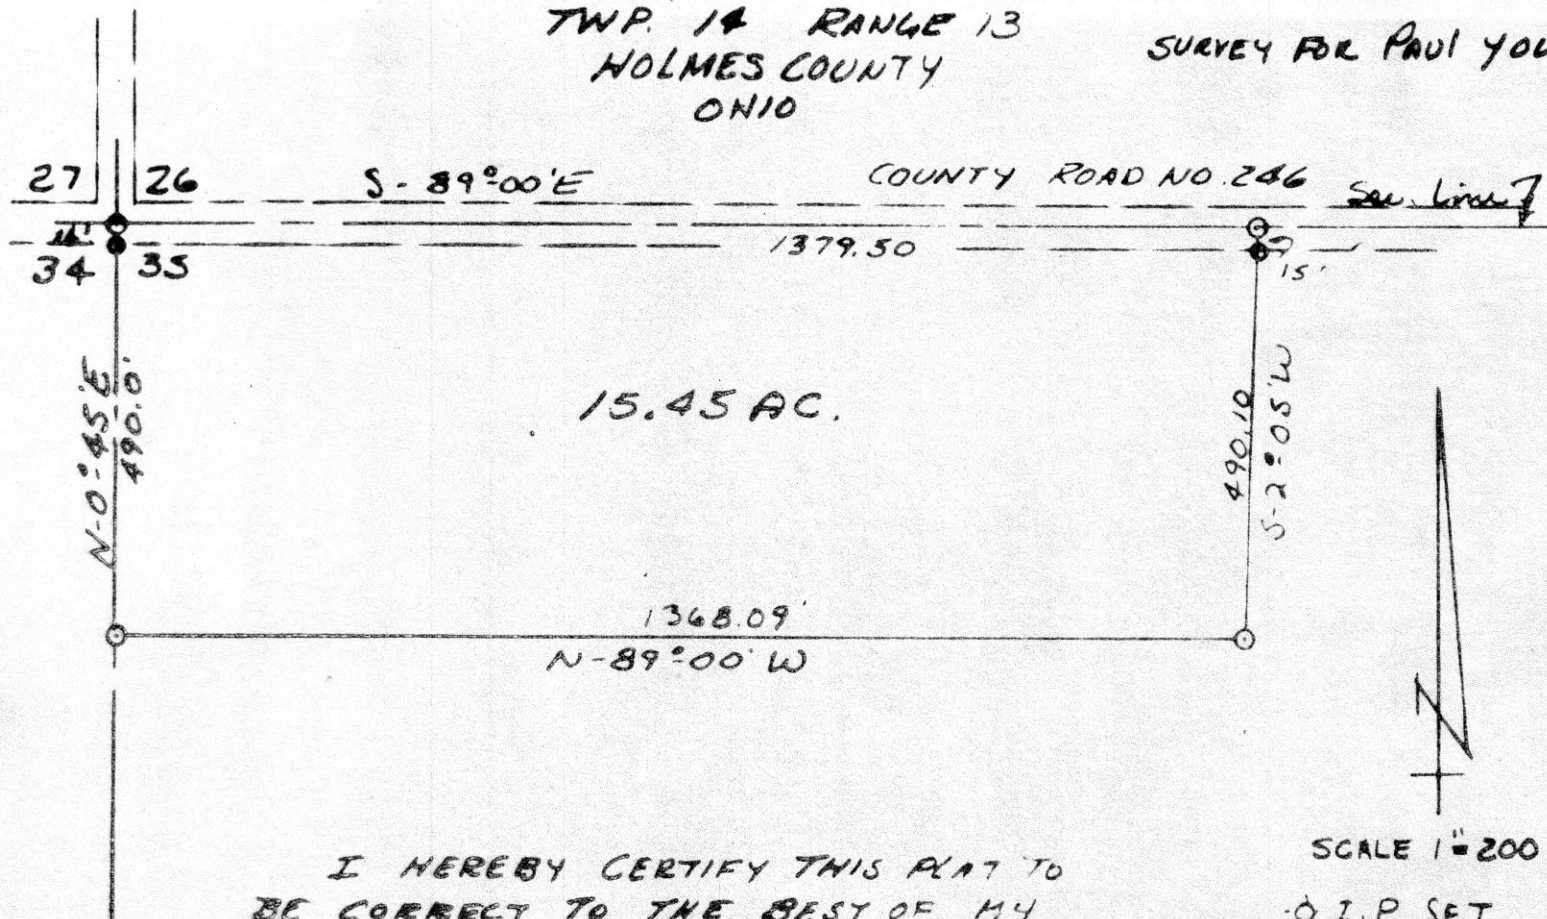 TWP. 14 RANGE 13
HOLMES COUNTY
OHIO
SURVEY FOR PAUL
27 26
S-89°00'E
COUNTY ROAD NO. 246
Sec. Line
34 35
1379.50
15'
N-0°-45'E
490.0'
15.45 AC.
490.10
S-2°-05'W
1368.09'
N-89°-00' W
SCALE 1"=200
I HEREBY CERTIFY THIS PLAT TO
BE CORRECT TO THE BEST OF MY
I.P. SET